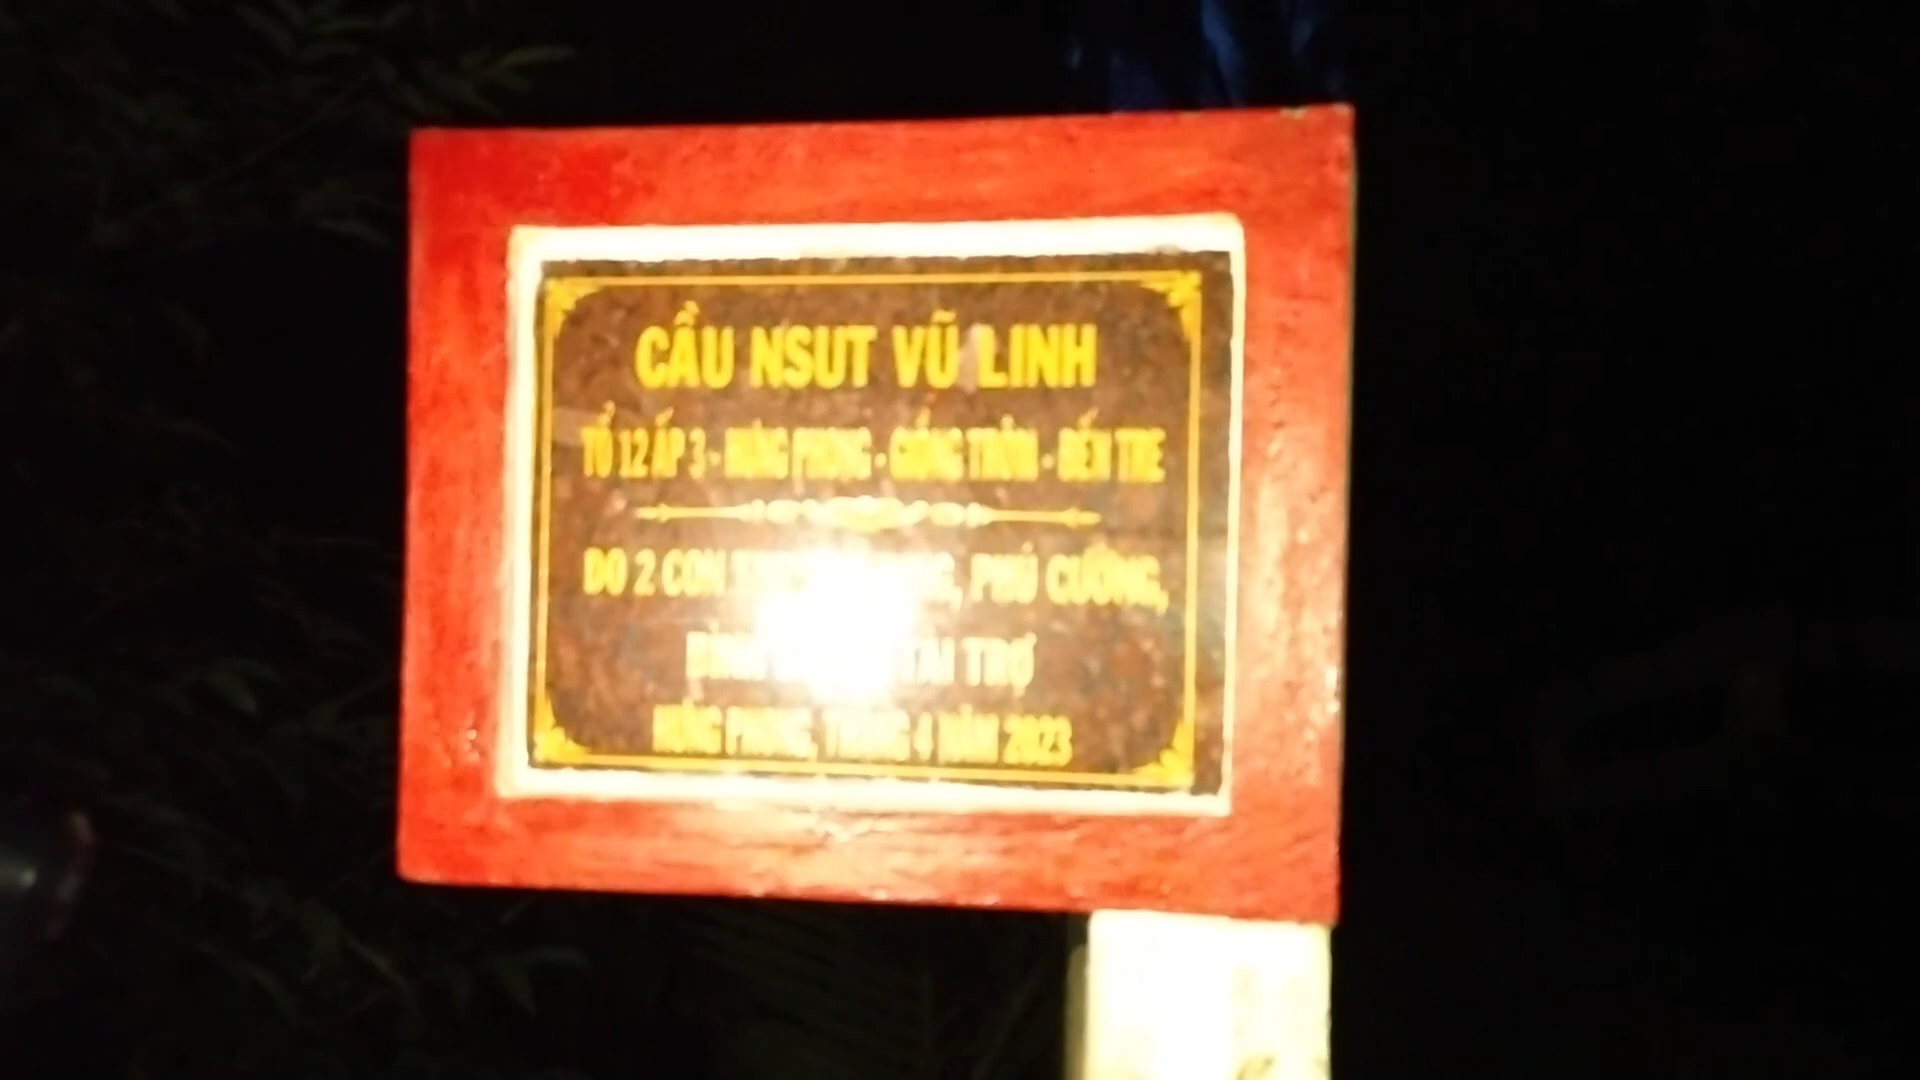 CẦU NSUT VŨ LINH
TỔ 12 ẤP 3 - HƯNG PHONG - GIỒNG TRÔM - BẾN TRE
DO 2 CON , PHÚ CƯỜNG,
TÀI TRỢ
HƯNG PHONG, THÁNG 4 NĂM 2023